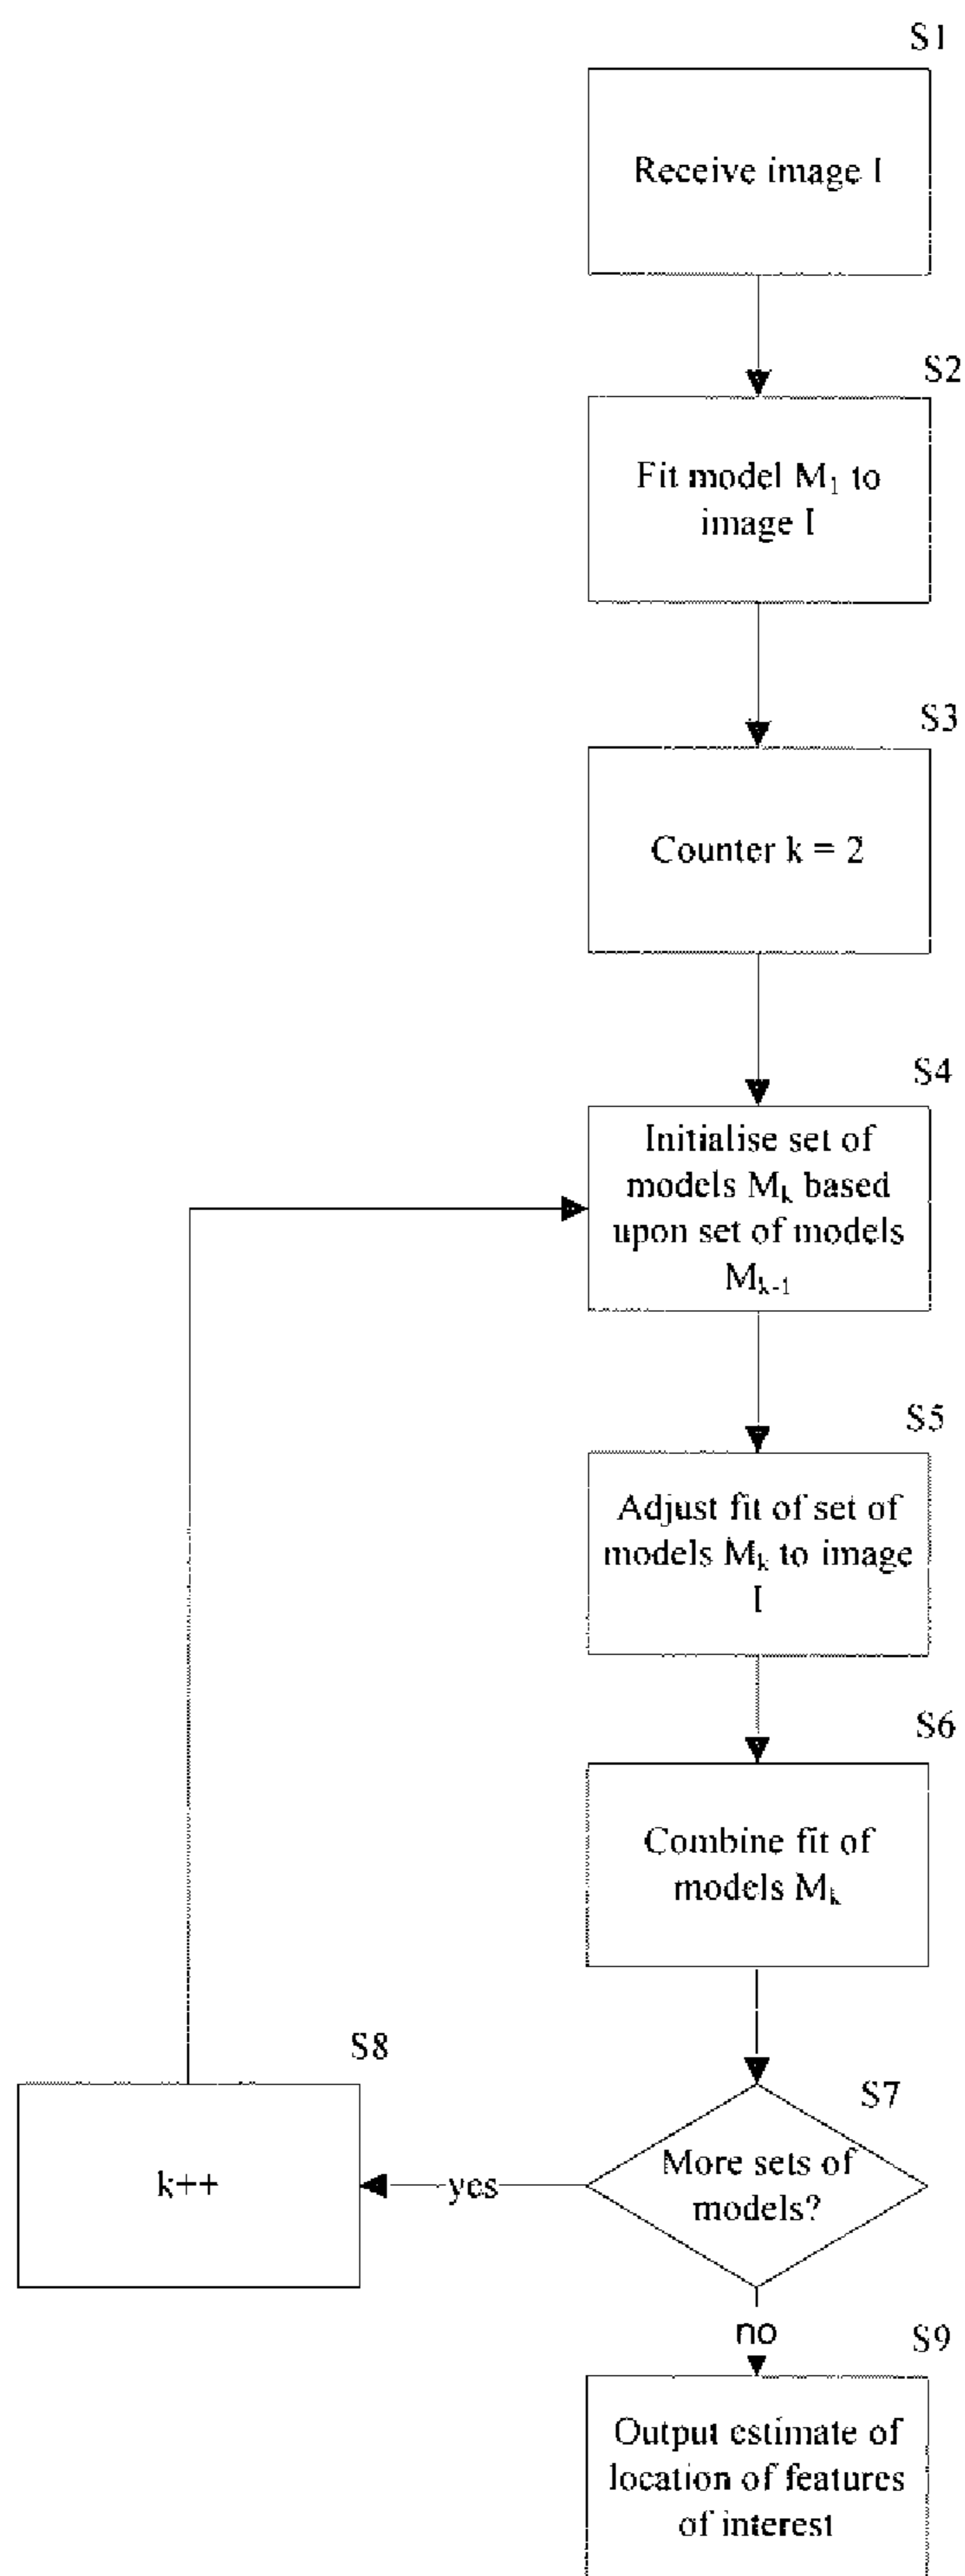 S1
Receive image I
S2
Fit model M₁ to
image I
S3
Counter k = 2
S4
Initialise set of
models Mₖ based
upon set of models
Mₖ₋₁
S5
Adjust fit of set of
models Mₖ to image
I
S6
Combine fit of
models Mₖ
S7
More sets of
models?
yes
S8
k++
no
S9
Output estimate of
location of features
of interest